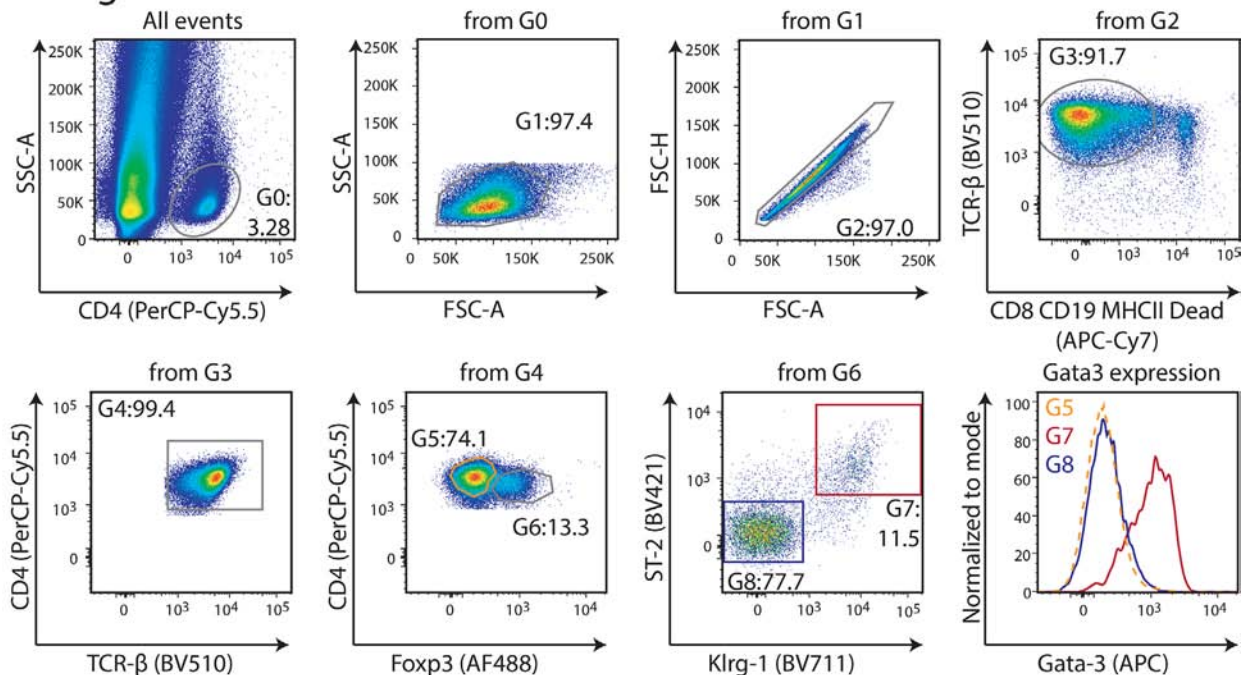 All events
250K
200K
150K
100K
50K
0
SSC-A
G0:
3.28
0
10³
10⁴
10⁵
CD4 (PerCP-Cy5.5)
from G0
250K
200K
150K
100K
50K
0
SSC-A
G1:97.4
0 50K 150K 250K
FSC-A
from G1
250K
200K
150K
100K
50K
0
FSC-H
G2:97.0
0 50K 150K 250K
FSC-A
from G2
10⁵
10⁴
10³
0
TCR-β (BV510)
G3:91.7
0 10³ 10⁴ 10⁵
CD8 CD19 MHCII Dead
(APC-Cy7)
from G3
10⁵
10⁴
10³
0
CD4 (PerCP-Cy5.5)
G4:99.4
0 10³ 10⁴ 10⁵
TCR-β (BV510)
from G4
10⁵
10⁴
10³
0
CD4 (PerCP-Cy5.5)
G5:74.1
G6:13.3
0 10³ 10⁴ 10⁵
Foxp3 (AF488)
from G6
10⁴
10³
0
ST-2 (BV421)
G7:
11.5
G8:77.7
0 10³ 10⁴ 10⁵
Klrg-1 (BV711)
Gata3 expression
100
80
60
40
20
0
Normalized to mode
G5
G7
G8
0 10³ 10⁴
Gata-3 (APC)